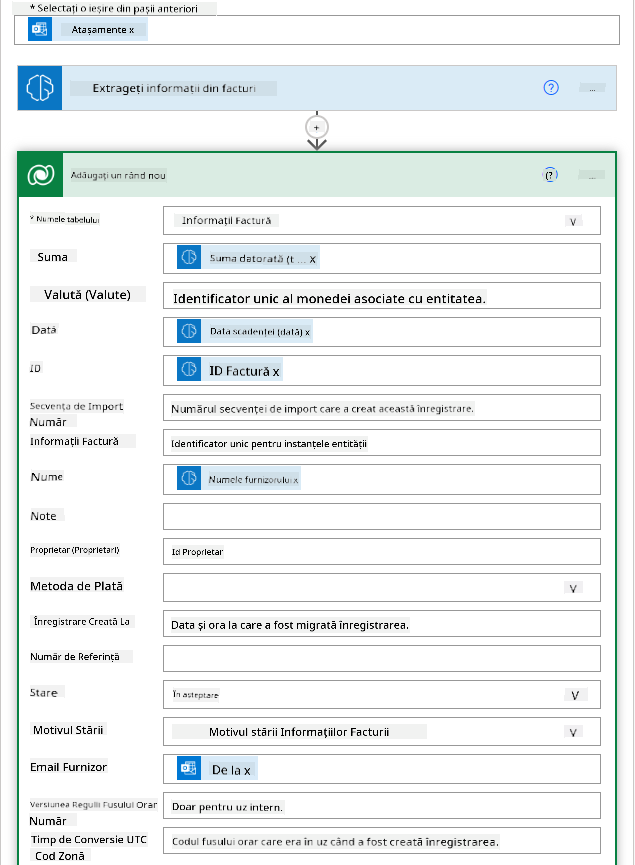 * Selectați o ieșire din pașii anteriori
Atașamente x
Extrageți informații din facturi
? ...
+
Adăugați un rând nou
(? ...
* Numele tabelului
Informații Factură v
Suma
Suma datorată (t ... x
Valută (Valute)
Identificator unic al monedei asociate cu entitatea.
Dată
Data scadenței (dată) x
ID
ID Factură x
Secvența de Import
Număr
Numărul secvenței de import care a creat această înregistrare.
Informații Factură
Identificator unic pentru instanțele entității
Nume
Numele furnizorului x
Note
Proprietar (Proprietari)
Id Proprietar
Metoda de Plată
v
Înregistrare Creată La
Data și ora la care a fost migrată înregistrarea.
Număr de Referință
Stare
În așteptare v
Motivul Stării
Motivul stării Informațiilor Facturii v
Email Furnizor
De la x
Versiunea Regulii Fusului Orar
Număr
Doar pentru uz intern.
Timp de Conversie UTC
Cod Zonă
Codul fusului orar care era în uz când a fost creată înregistrarea.